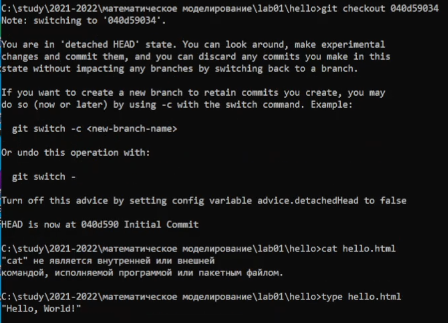 C:\study\2021-2022\математическое моделирование\lab01\hello>git checkout 040d59034
Note: switching to '040d59034'.
You are in 'detached HEAD' state. You can look around, make experimental
changes and commit them, and you can discard any commits you make in this
state without impacting any branches by switching back to a branch.
If you want to create a new branch to retain commits you create, you may
do so (now or later) by using -c with the switch command. Example:
git switch -c <new-branch-name>
Or undo this operation with:
git switch -
Turn off this advice by setting config variable advice.detachedHead to false
HEAD is now at 040d590 Initial Commit
C:\study\2021-2022\математическое моделирование\lab01\hello>cat hello.html
"cat" не является внутренней или внешней
командой, исполняемой программой или пакетным файлом.
C:\study\2021-2022\математическое моделирование\lab01\hello>type hello.html
"Hello, World!"